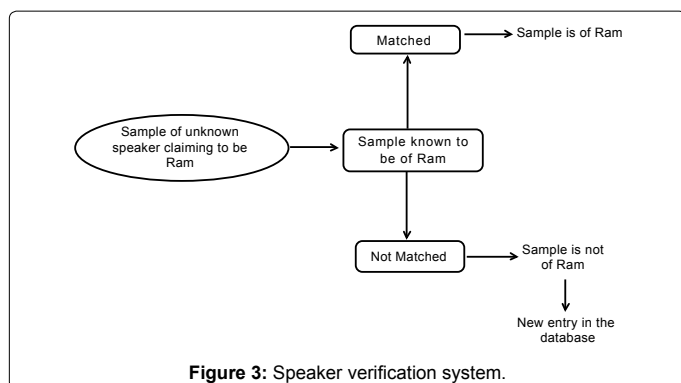 Matched
Sample is of Ram
Sample of unknown
speaker claiming to be
Ram
Sample known to
be of Ram
Not Matched
Sample is not
of Ram
New entry in the
database
Figure 3: Speaker verification system.